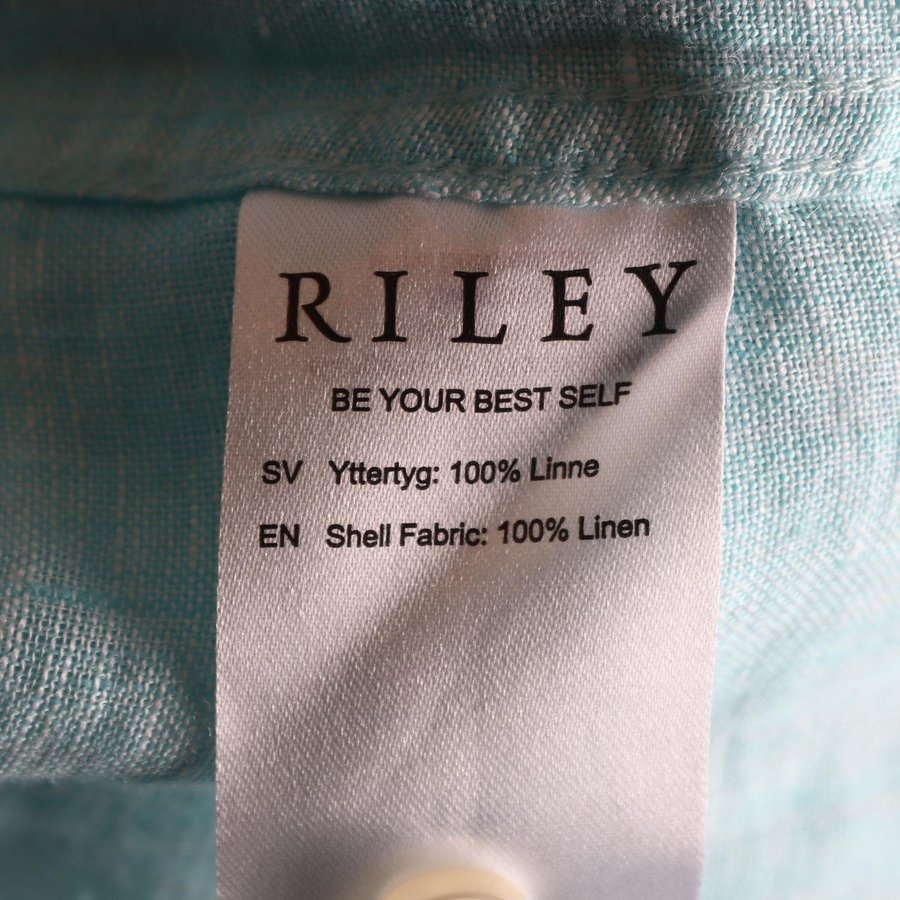 RILEY
BE YOUR BEST SELF
SV Yttertyg: 100% Linne
EN Shell Fabric: 100% Linen